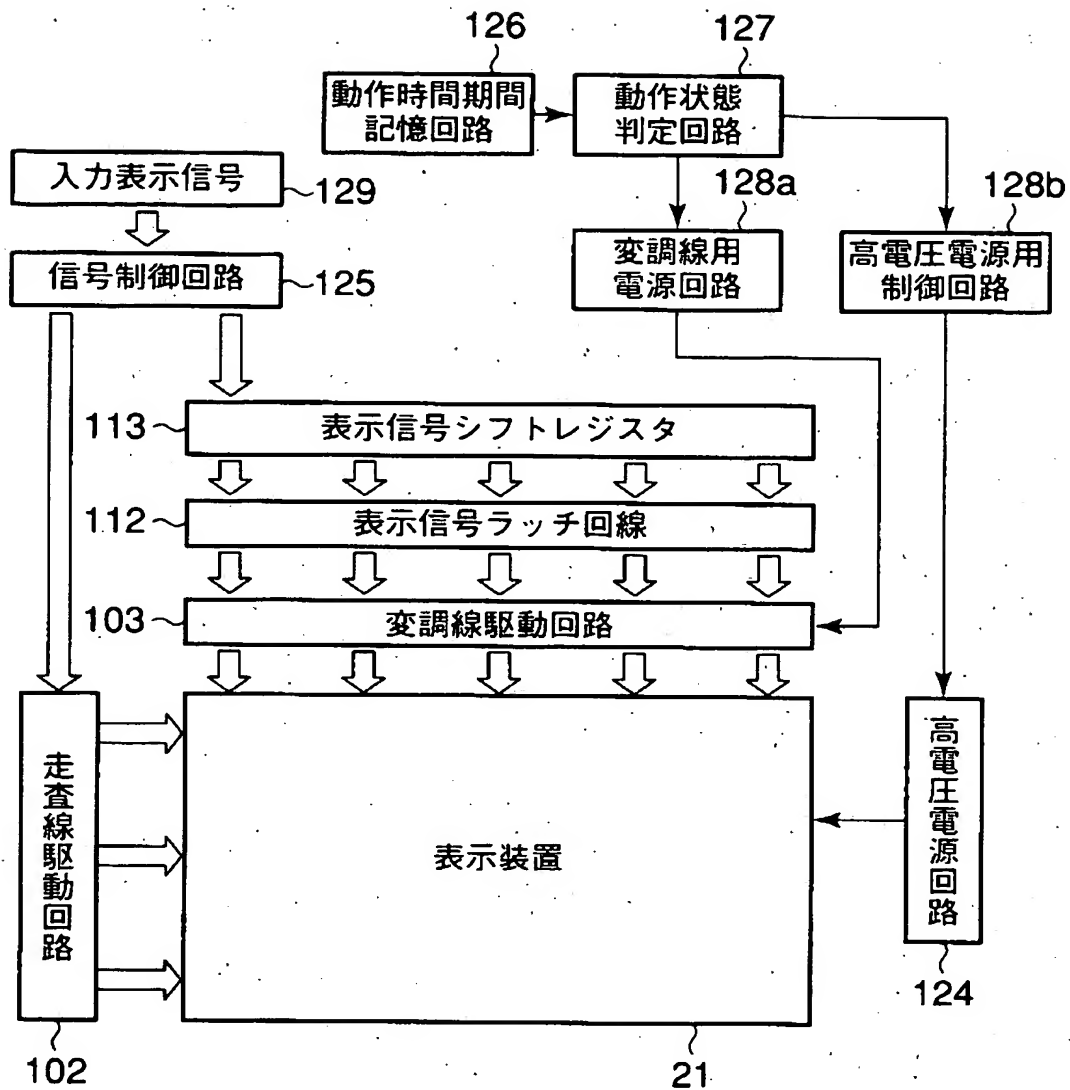 126
127
動作時間期間
記憶回路
動作状態
判定回路
入力表示信号
129
128a
128b
信号制御回路
125
変調線用
電源回路
高電圧電源用
制御回路
113
表示信号シフトレジスタ
112
表示信号ラッチ回線
103
変調線駆動回路
走査線駆動回路
表示装置
高電圧電源回路
124
102
21